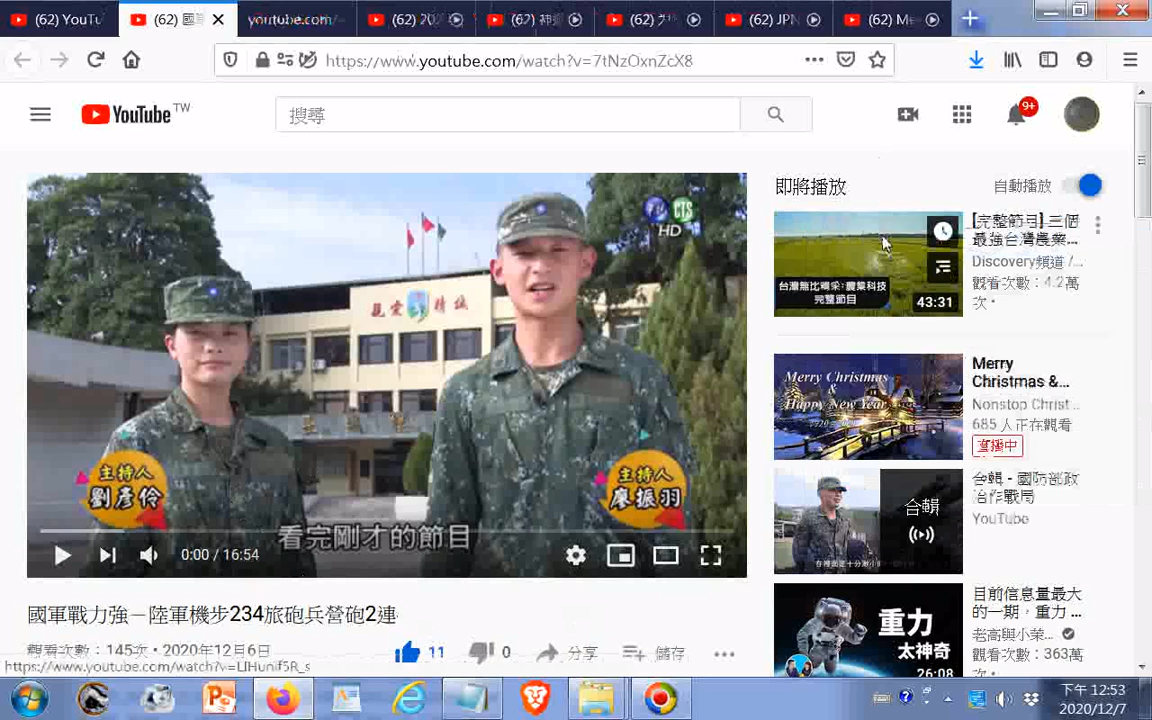 (62) YouTu
(62) 國軍
youtube.com
(62)
(62) 神
(62)
(62) JPN
(62) M
https://www.youtube.com/watch?v=7tNzOxnZcX8
YouTube TW
搜尋
9+
CTS
HD
親愛精誠
主持人
劉彥伶
主持人
廖振羽
看完剛才的節目
0:00 / 16:54
國軍戰力強－陸軍機步234旅砲兵營砲2連
觀看次數：145次・2020年12月6日
11
0
分享
儲存
https://www.youtube.com/watch?v=LIHunif5R_s
即將播放
自動播放
台灣無比精采:農業科技
完整節目
43:31
[完整節目] 三個
最強台灣農業...
Discovery頻道 /...
觀看次數：4.2萬
次・
Merry Christmas
&
Happy New Year
Merry
Christmas &...
Nonstop Christ...
685 人正在觀看
直播中
合輯
合輯 - 國防部政
治作戰局
YouTube
重力
太神奇
26:08
目前信息量最大
的一期，重力 ...
老高與小茉...
觀看次數：363萬
次・
下午 12:53
2020/12/7